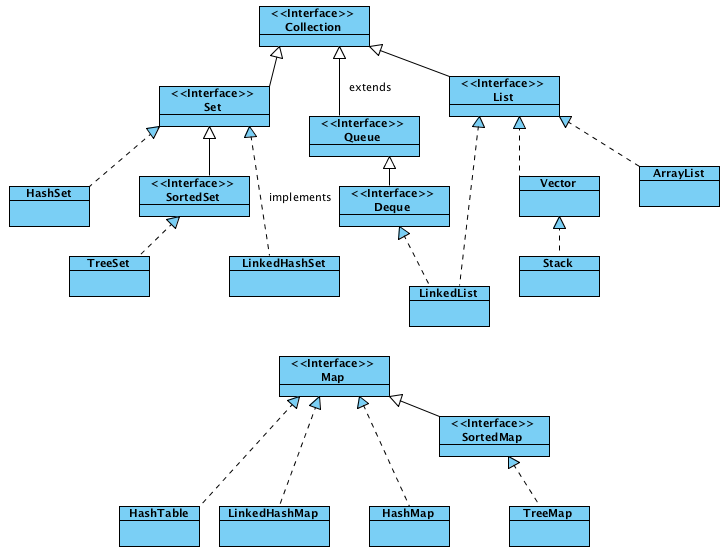 <<Interface>>
Collection
<<Interface>>
Set
extends
<<Interface>>
List
<<Interface>>
Queue
HashSet
<<Interface>>
SortedSet
implements
<<Interface>>
Deque
Vector
ArrayList
TreeSet
LinkedHashSet
LinkedList
Stack
<<Interface>>
Map
<<Interface>>
SortedMap
HashTable
LinkedHashMap
HashMap
TreeMap